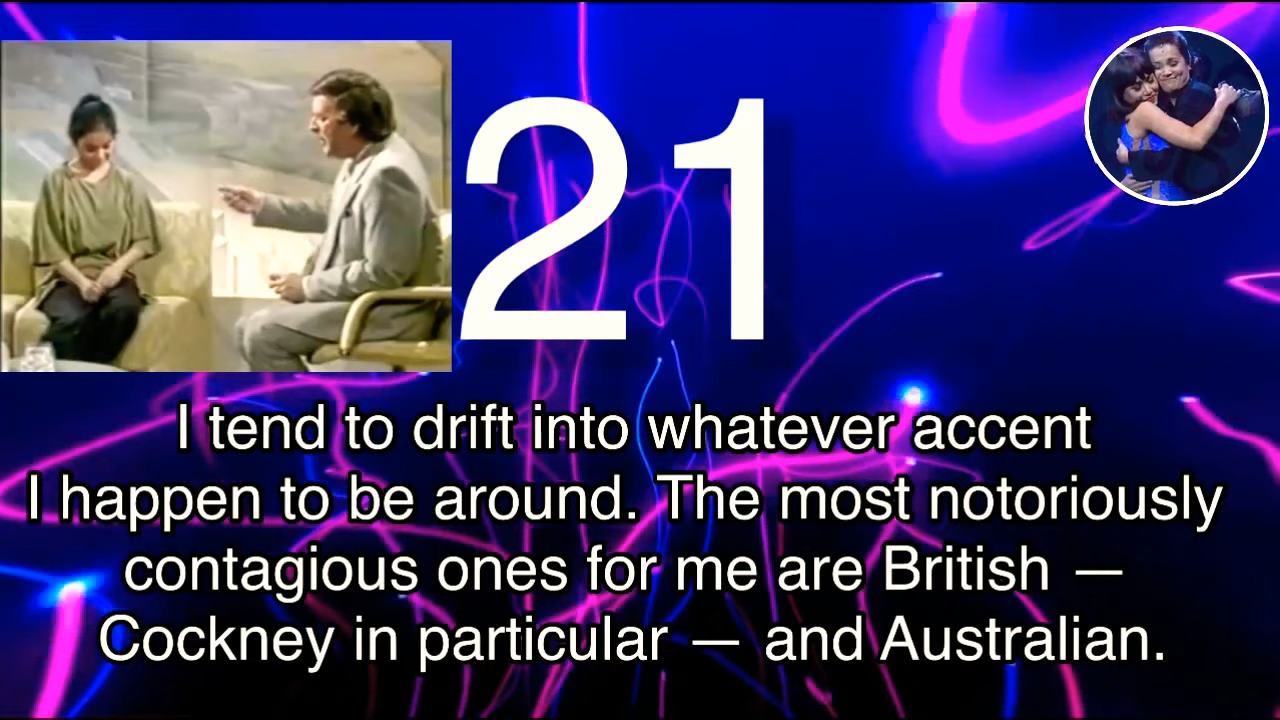 21
I tend to drift into whatever accent
I happen to be around. The most notoriously
contagious ones for me are British —
Cockney in particular — and Australian.